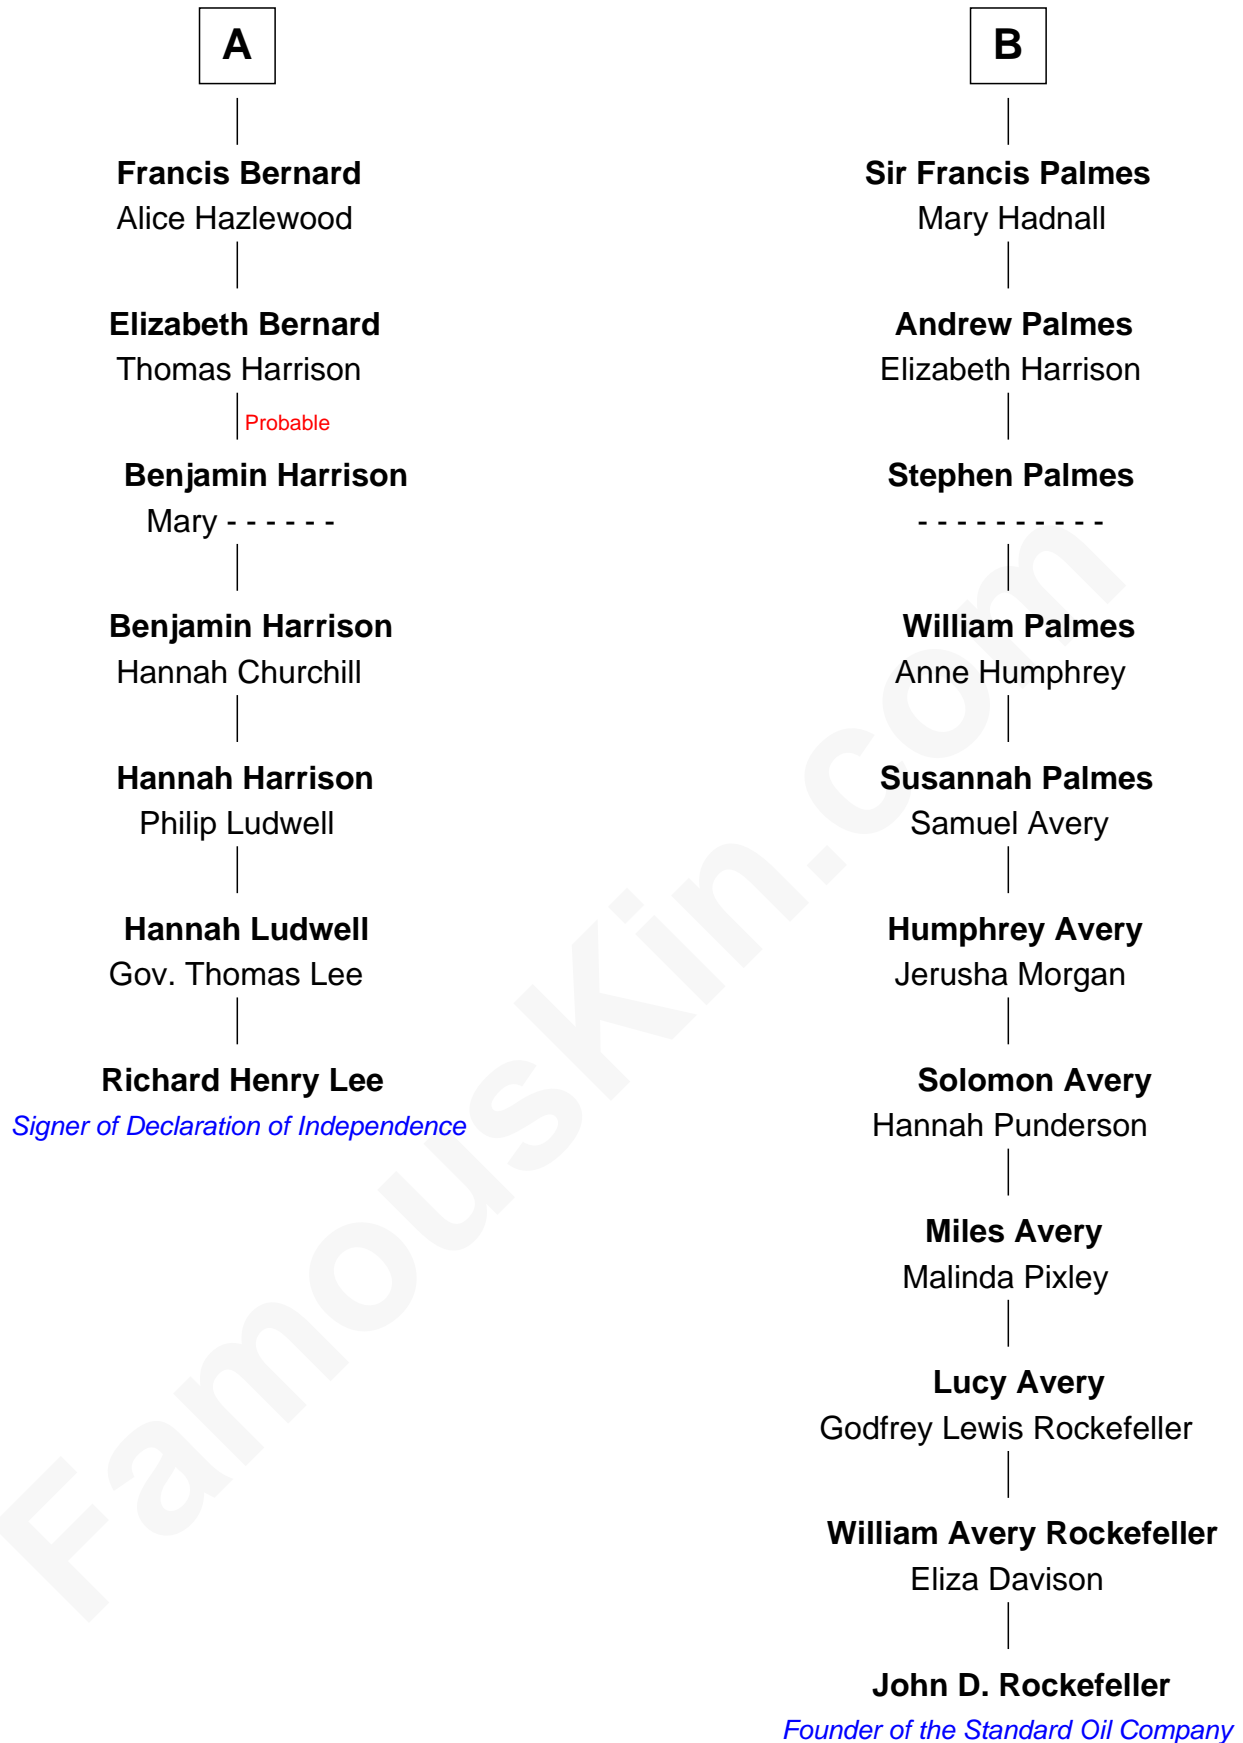 A
Francis Bernard
Alice Hazlewood
Elizabeth Bernard
Thomas Harrison
Probable
Benjamin Harrison
Mary - - - - - -
Benjamin Harrison
Hannah Churchill
Hannah Harrison
Philip Ludwell
Hannah Ludwell
Gov. Thomas Lee
Richard Henry Lee
Signer of Declaration of Independence
B
Sir Francis Palmes
Mary Hadnall
Andrew Palmes
Elizabeth Harrison
Stephen Palmes
- - - - - - - - - -
William Palmes
Anne Humphrey
Susannah Palmes
Samuel Avery
Humphrey Avery
Jerusha Morgan
Solomon Avery
Hannah Punderson
Miles Avery
Malinda Pixley
Lucy Avery
Godfrey Lewis Rockefeller
William Avery Rockefeller
Eliza Davison
John D. Rockefeller
Founder of the Standard Oil Company
FamousKin.com